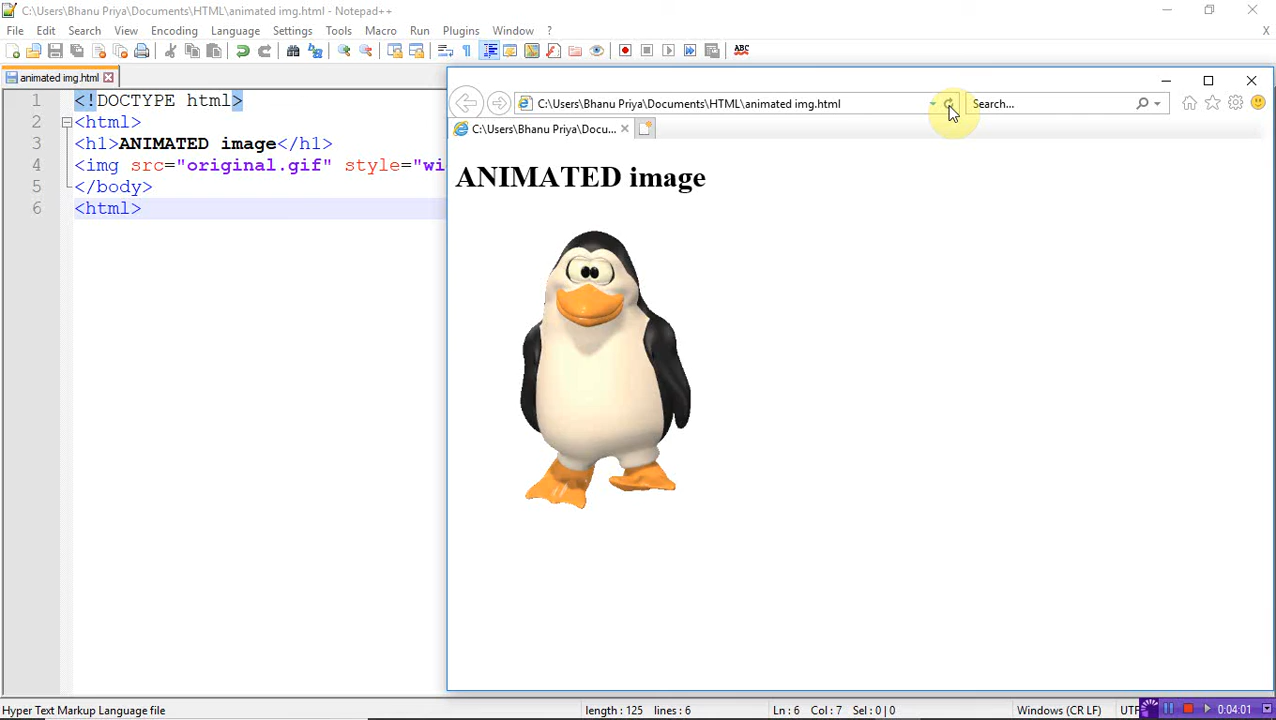 C:\Users\Bhanu Priya\Documents\HTML\animated img.html - Notepad++
File Edit Search View Encoding Language Settings Tools Macro Run Plugins Window ? X
animated img.html
1 <!DOCTYPE html>
2 <html>
3 <h1>ANIMATED image</h1>
4 <img src="original.gif" style="wi
5 </body>
6 <html>
C:\Users\Bhanu Priya\Documents\HTML\animated img.html
Search...
C:\Users\Bhanu Priya\Docu...
ANIMATED image
Hyper Text Markup Language file length : 125 lines : 6 Ln : 6 Col : 7 Sel : 0 | 0 Windows (CR LF) UTF
0:04:01